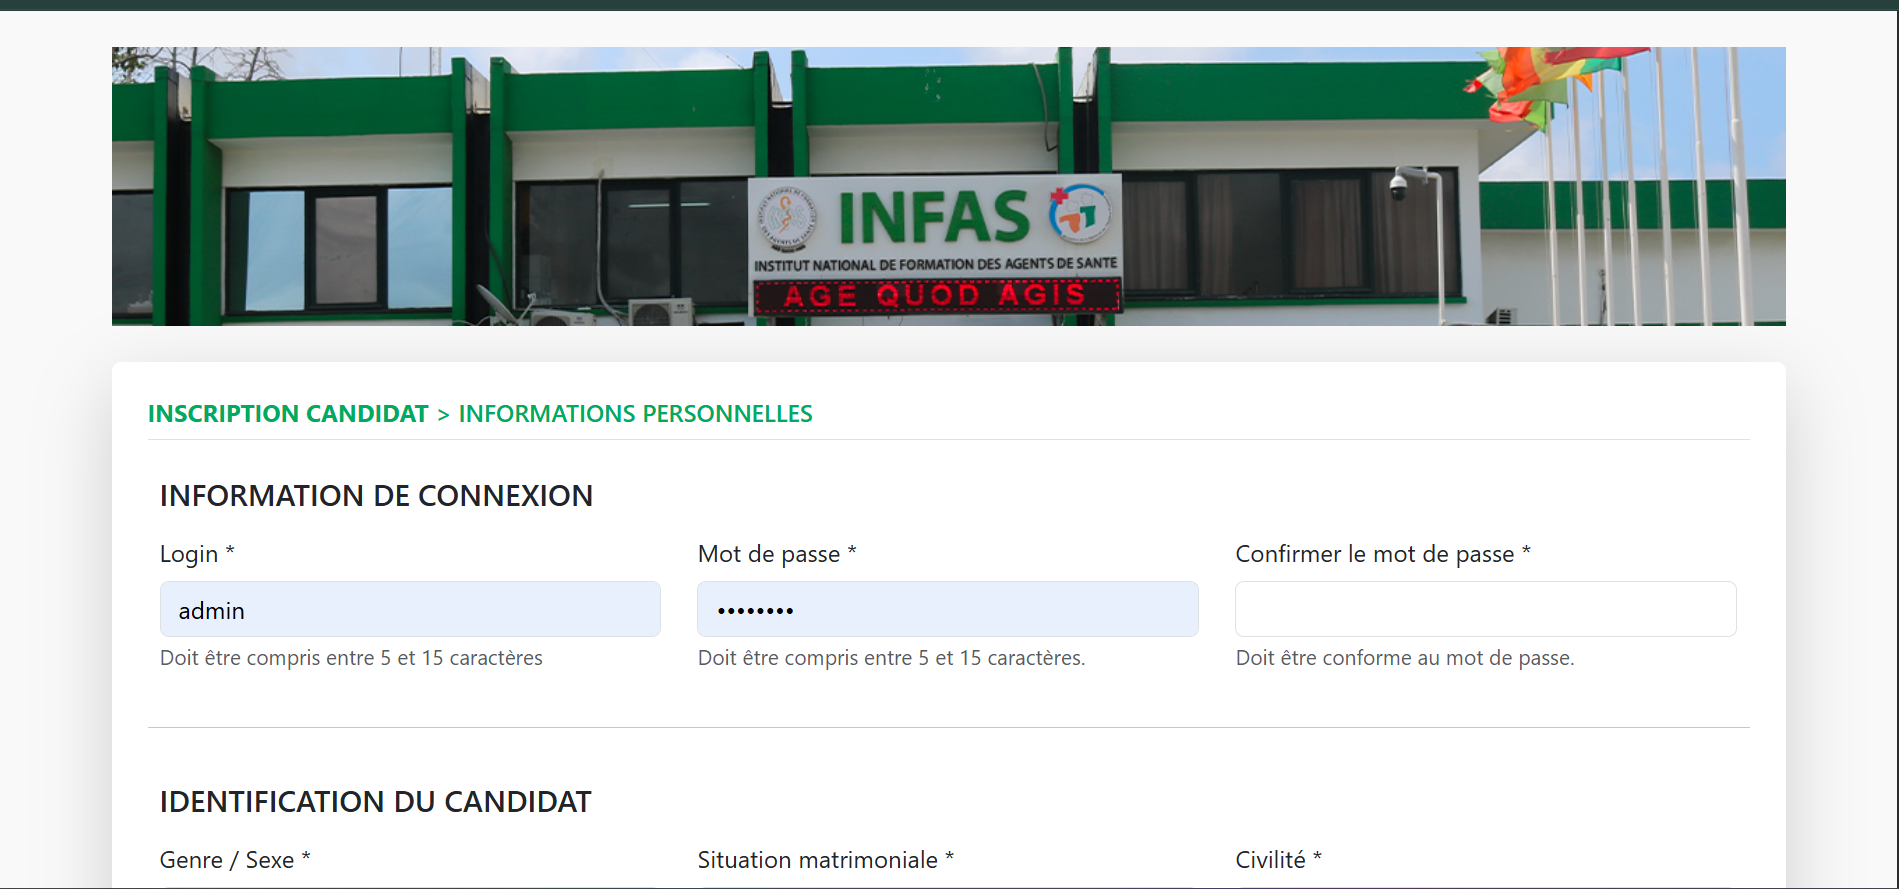 INFAS
INSTITUT NATIONAL DE FORMATION DES AGENTS DE SANTE
AGE QUOD AGIS
INSCRIPTION CANDIDAT > INFORMATIONS PERSONNELLES
INFORMATION DE CONNEXION
Login *
Mot de passe *
Confirmer le mot de passe *
admin
••••••••
Doit être compris entre 5 et 15 caractères
Doit être compris entre 5 et 15 caractères.
Doit être conforme au mot de passe.
IDENTIFICATION DU CANDIDAT
Genre / Sexe *
Situation matrimoniale *
Civilité *